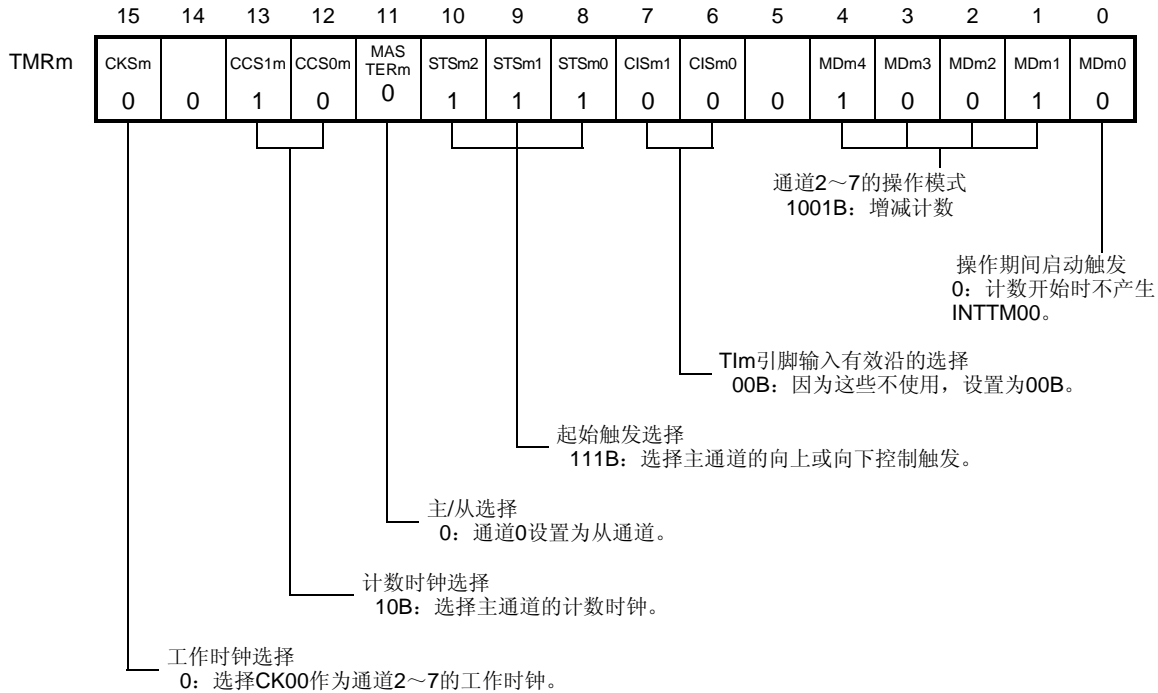 15 14 13 12 11 10 9 8 7 6 5 4 3 2 1 0
TMRm
CKSm CCS1m CCS0m MAS TERm STSm2 STSm1 STSm0 CISm1 CISm0 MDm4 MDm3 MDm2 MDm1 MDm0
0 0 1 0 0 1 1 1 0 0 0 1 0 0 1 0
通道2～7的操作模式
1001B：增减计数
操作期间启动触发
0：计数开始时不产生
INTTM00。
TIm引脚输入有效沿的选择
00B：因为这些不使用，设置为00B。
起始触发选择
111B：选择主通道的向上或向下控制触发。
主/从选择
0：通道0设置为从通道。
计数时钟选择
10B：选择主通道的计数时钟。
工作时钟选择
0：选择CK00作为通道2～7的工作时钟。